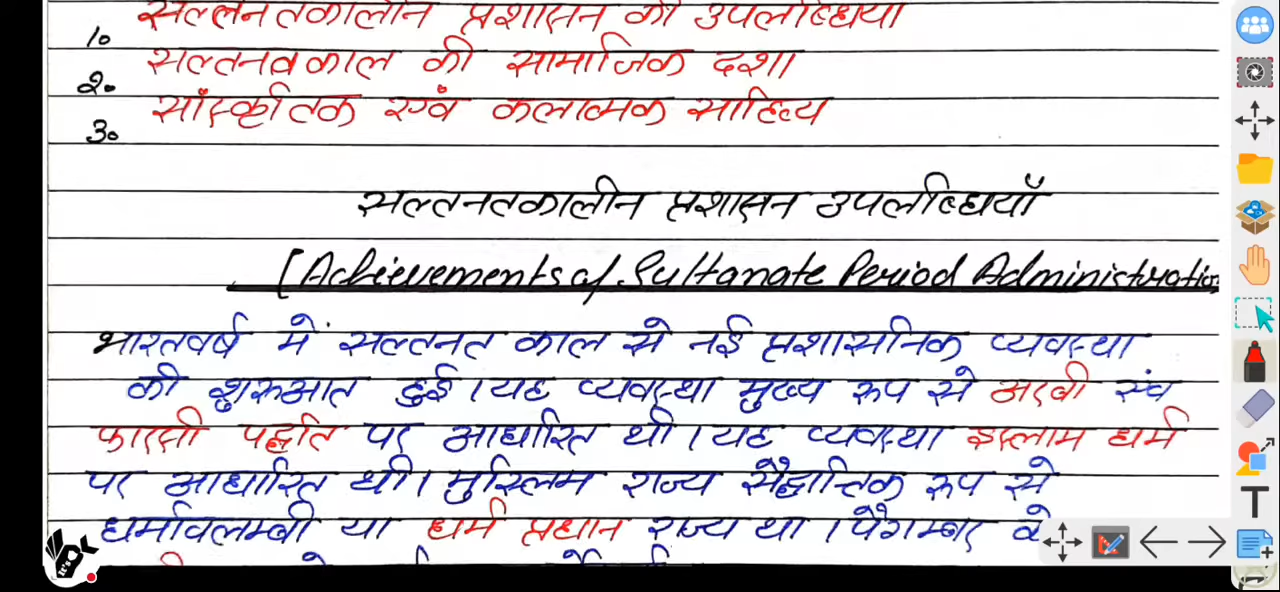 सल्तनतकालीन प्रशासन की उपलब्धियाँ
1. सल्तनतकाल की सामाजिक दशा
2. सांस्कृतिक एवं कलात्मक साहित्य
3.
सल्तनतकालीन प्रशासन उपलब्धियाँ
(Achievements of Sultanate Period Administration
भारतवर्ष में सल्तनत काल से नई प्रशासनिक व्यवस्था
की शुरुआत हुई। यह व्यवस्था मुख्य रूप से अरबी एंव
फारसी पद्धति पर आधारित थी। यह व्यवस्था इस्लाम धर्म
पर आधारित थी। मुस्लिम राज्य सैद्धान्तिक रूप से
धर्मावलम्बी या धर्म प्रधान राज्य था। पैगम्बर के
It's OK
T